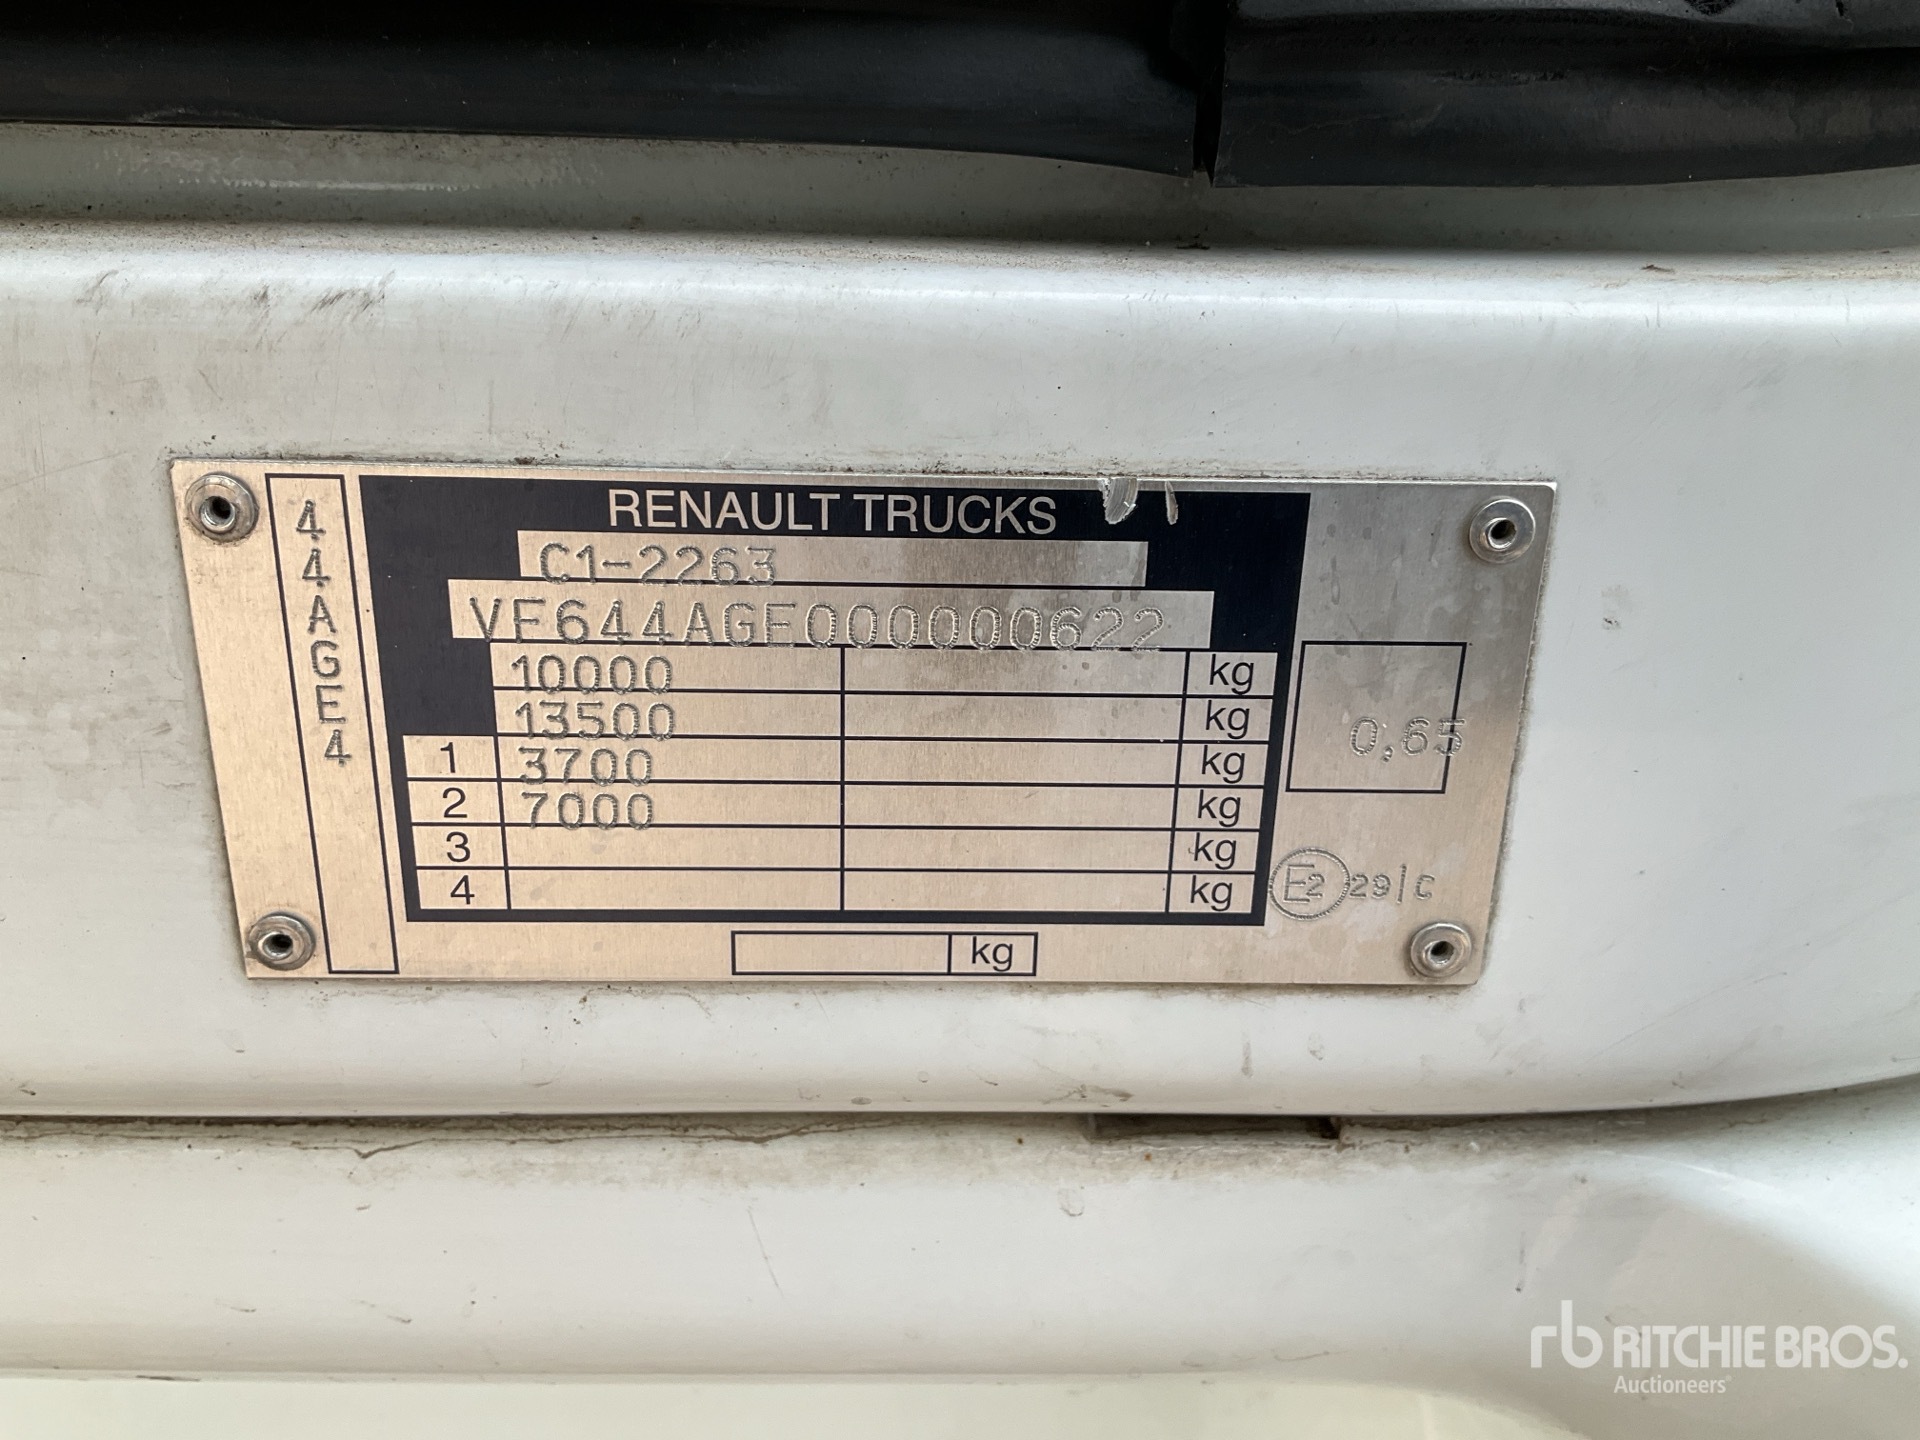 44AGE4
RENAULT TRUCKS
C1-2263
VF644AGE000000622
10000 kg
13500 kg
1 3700 kg
2 7000 kg
3 kg
4 kg
kg
0,65
E2 29/C
rb RITCHIE BROS.
Auctioneers